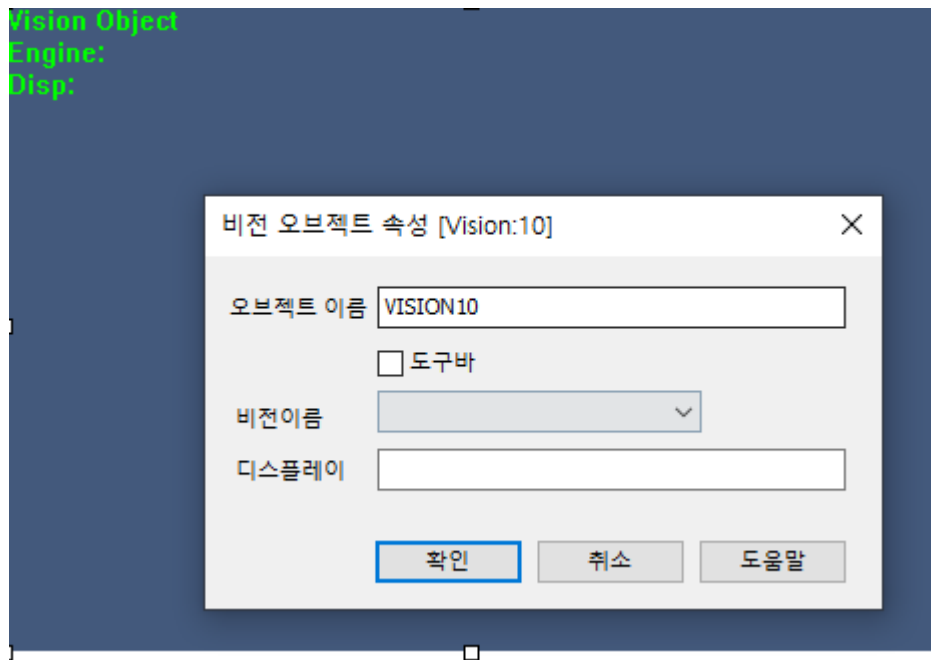 Vision Object
Engine:
Disp:
비전 오브젝트 속성 [Vision:10]
오브젝트 이름 VISION10
도구바
비전이름
디스플레이
확인 취소 도움말